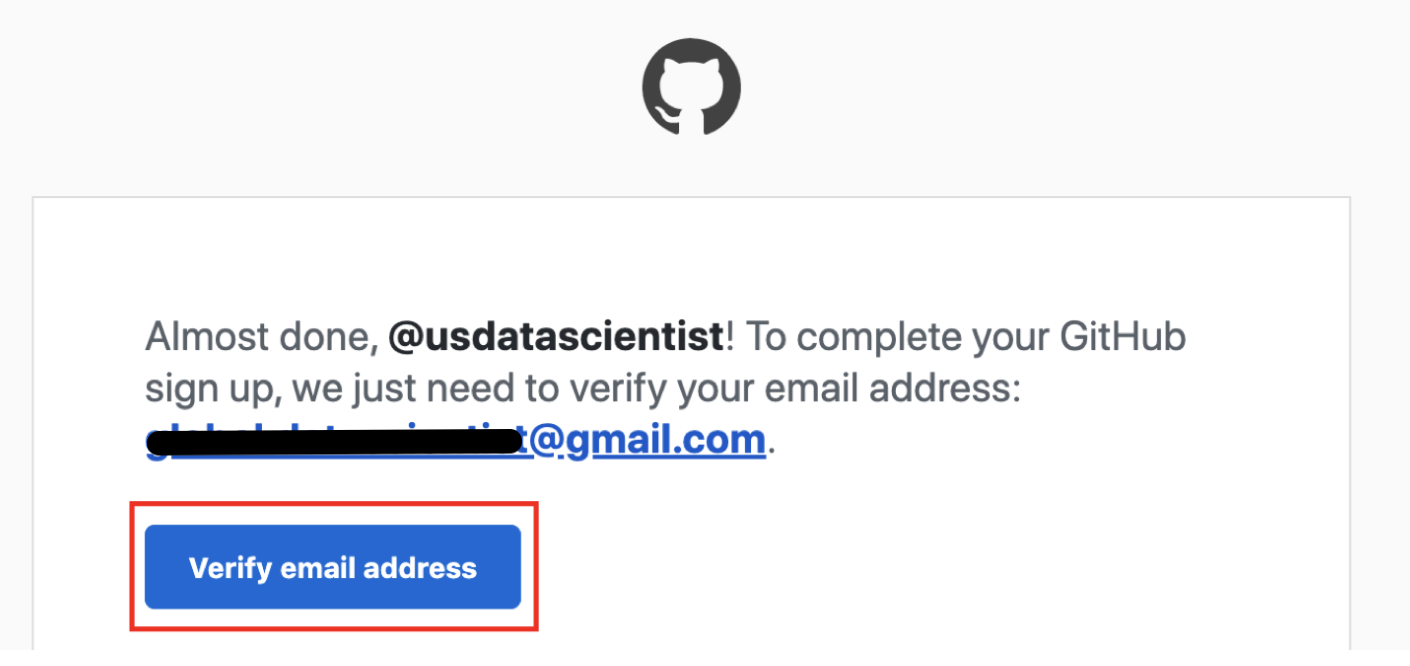 Almost done, @usdatascientist! To complete your GitHub
sign up, we just need to verify your email address:
@gmail.com.
Verify email address